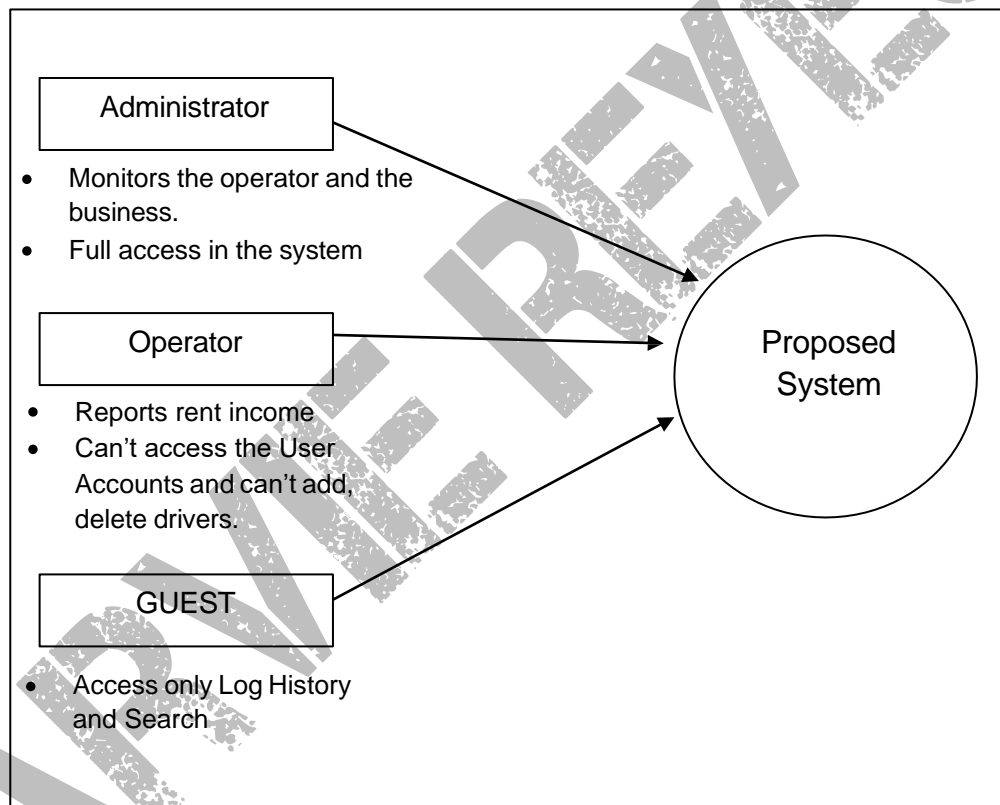 Administrator
• Monitors the operator and the
business.
• Full access in the system
Operator
• Reports rent income
• Can’t access the User
Accounts and can’t add,
delete drivers.
GUEST
• Access only Log History
and Search
Proposed
System